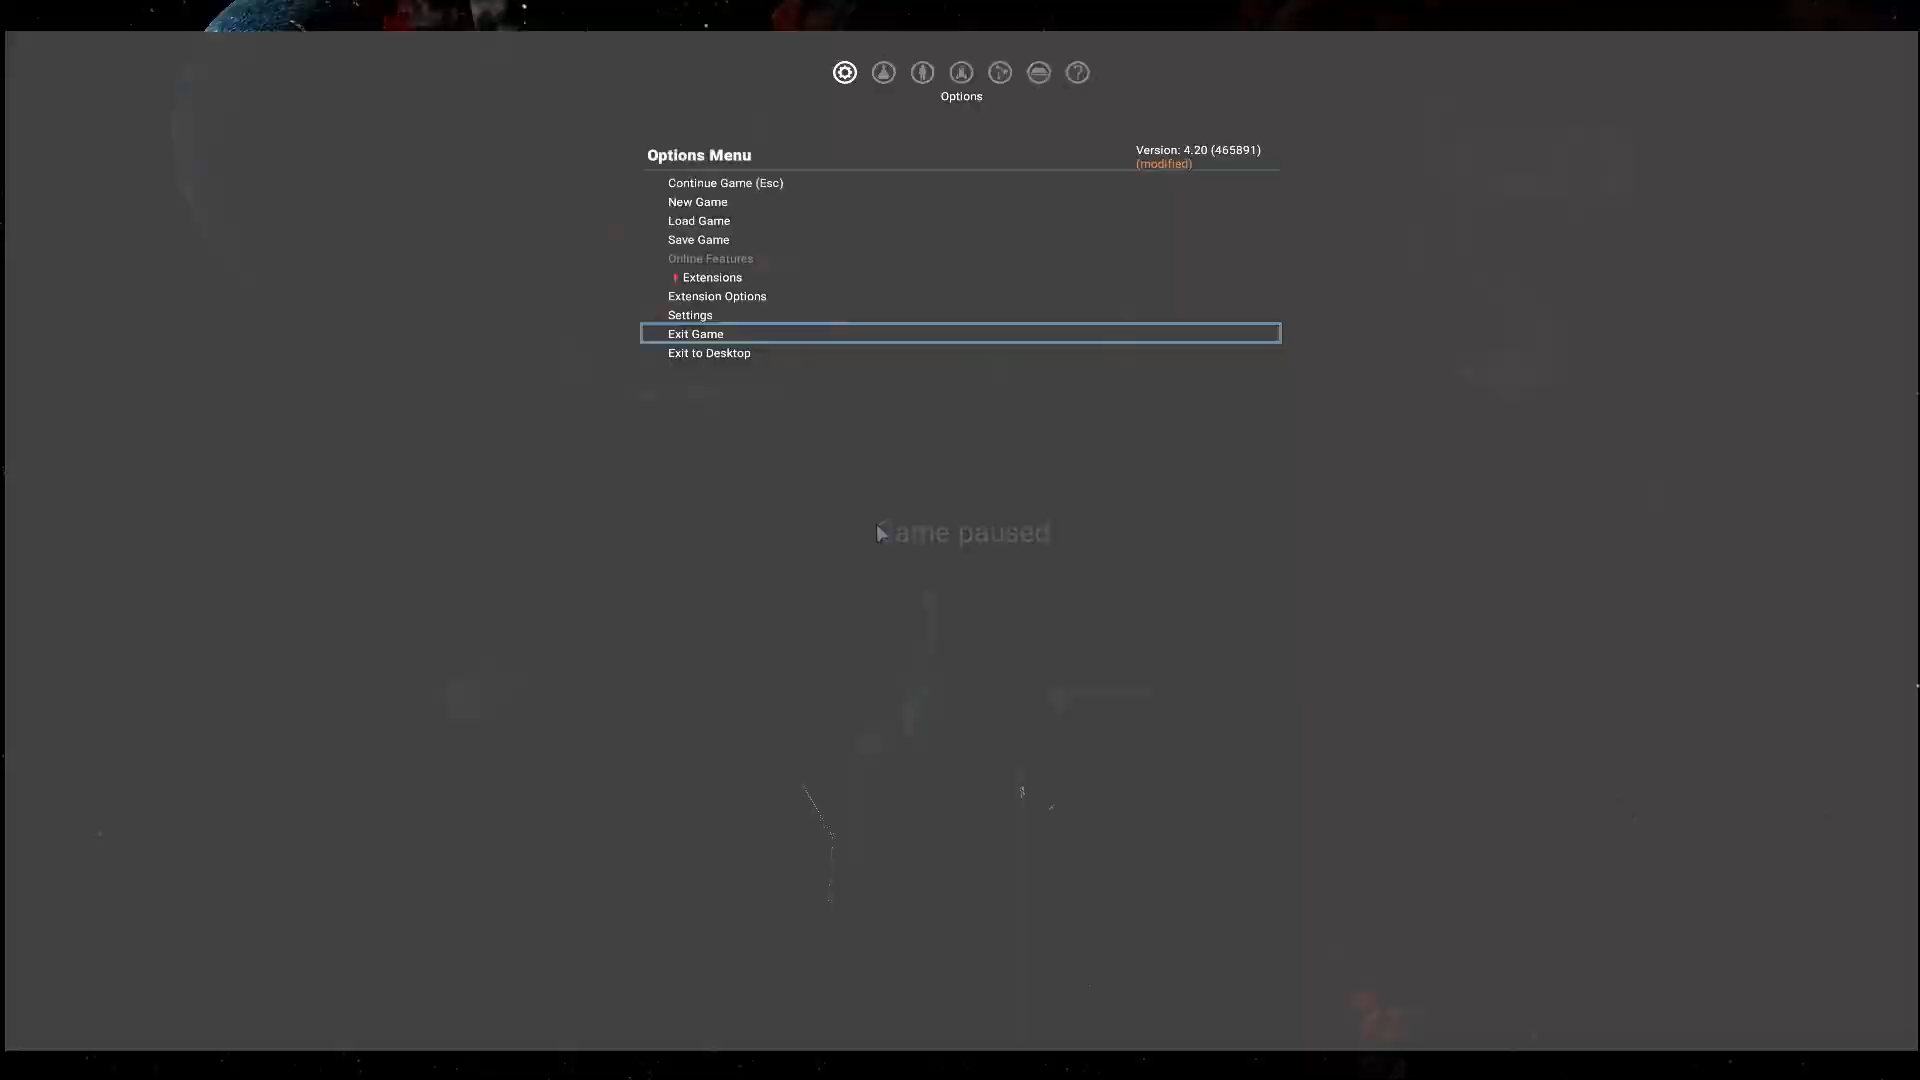 Options
Options Menu
Version: 4.20 (465891)
(modified)
Continue Game (Esc)
New Game
Load Game
Save Game
Online Features
Extensions
Extension Options
Settings
Exit Game
Exit to Desktop
Game paused